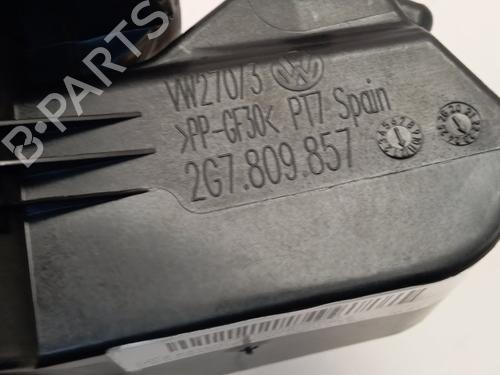 B-PARTS
VW270/3
>PP-GF30< P17 Spain
2G7.809.857